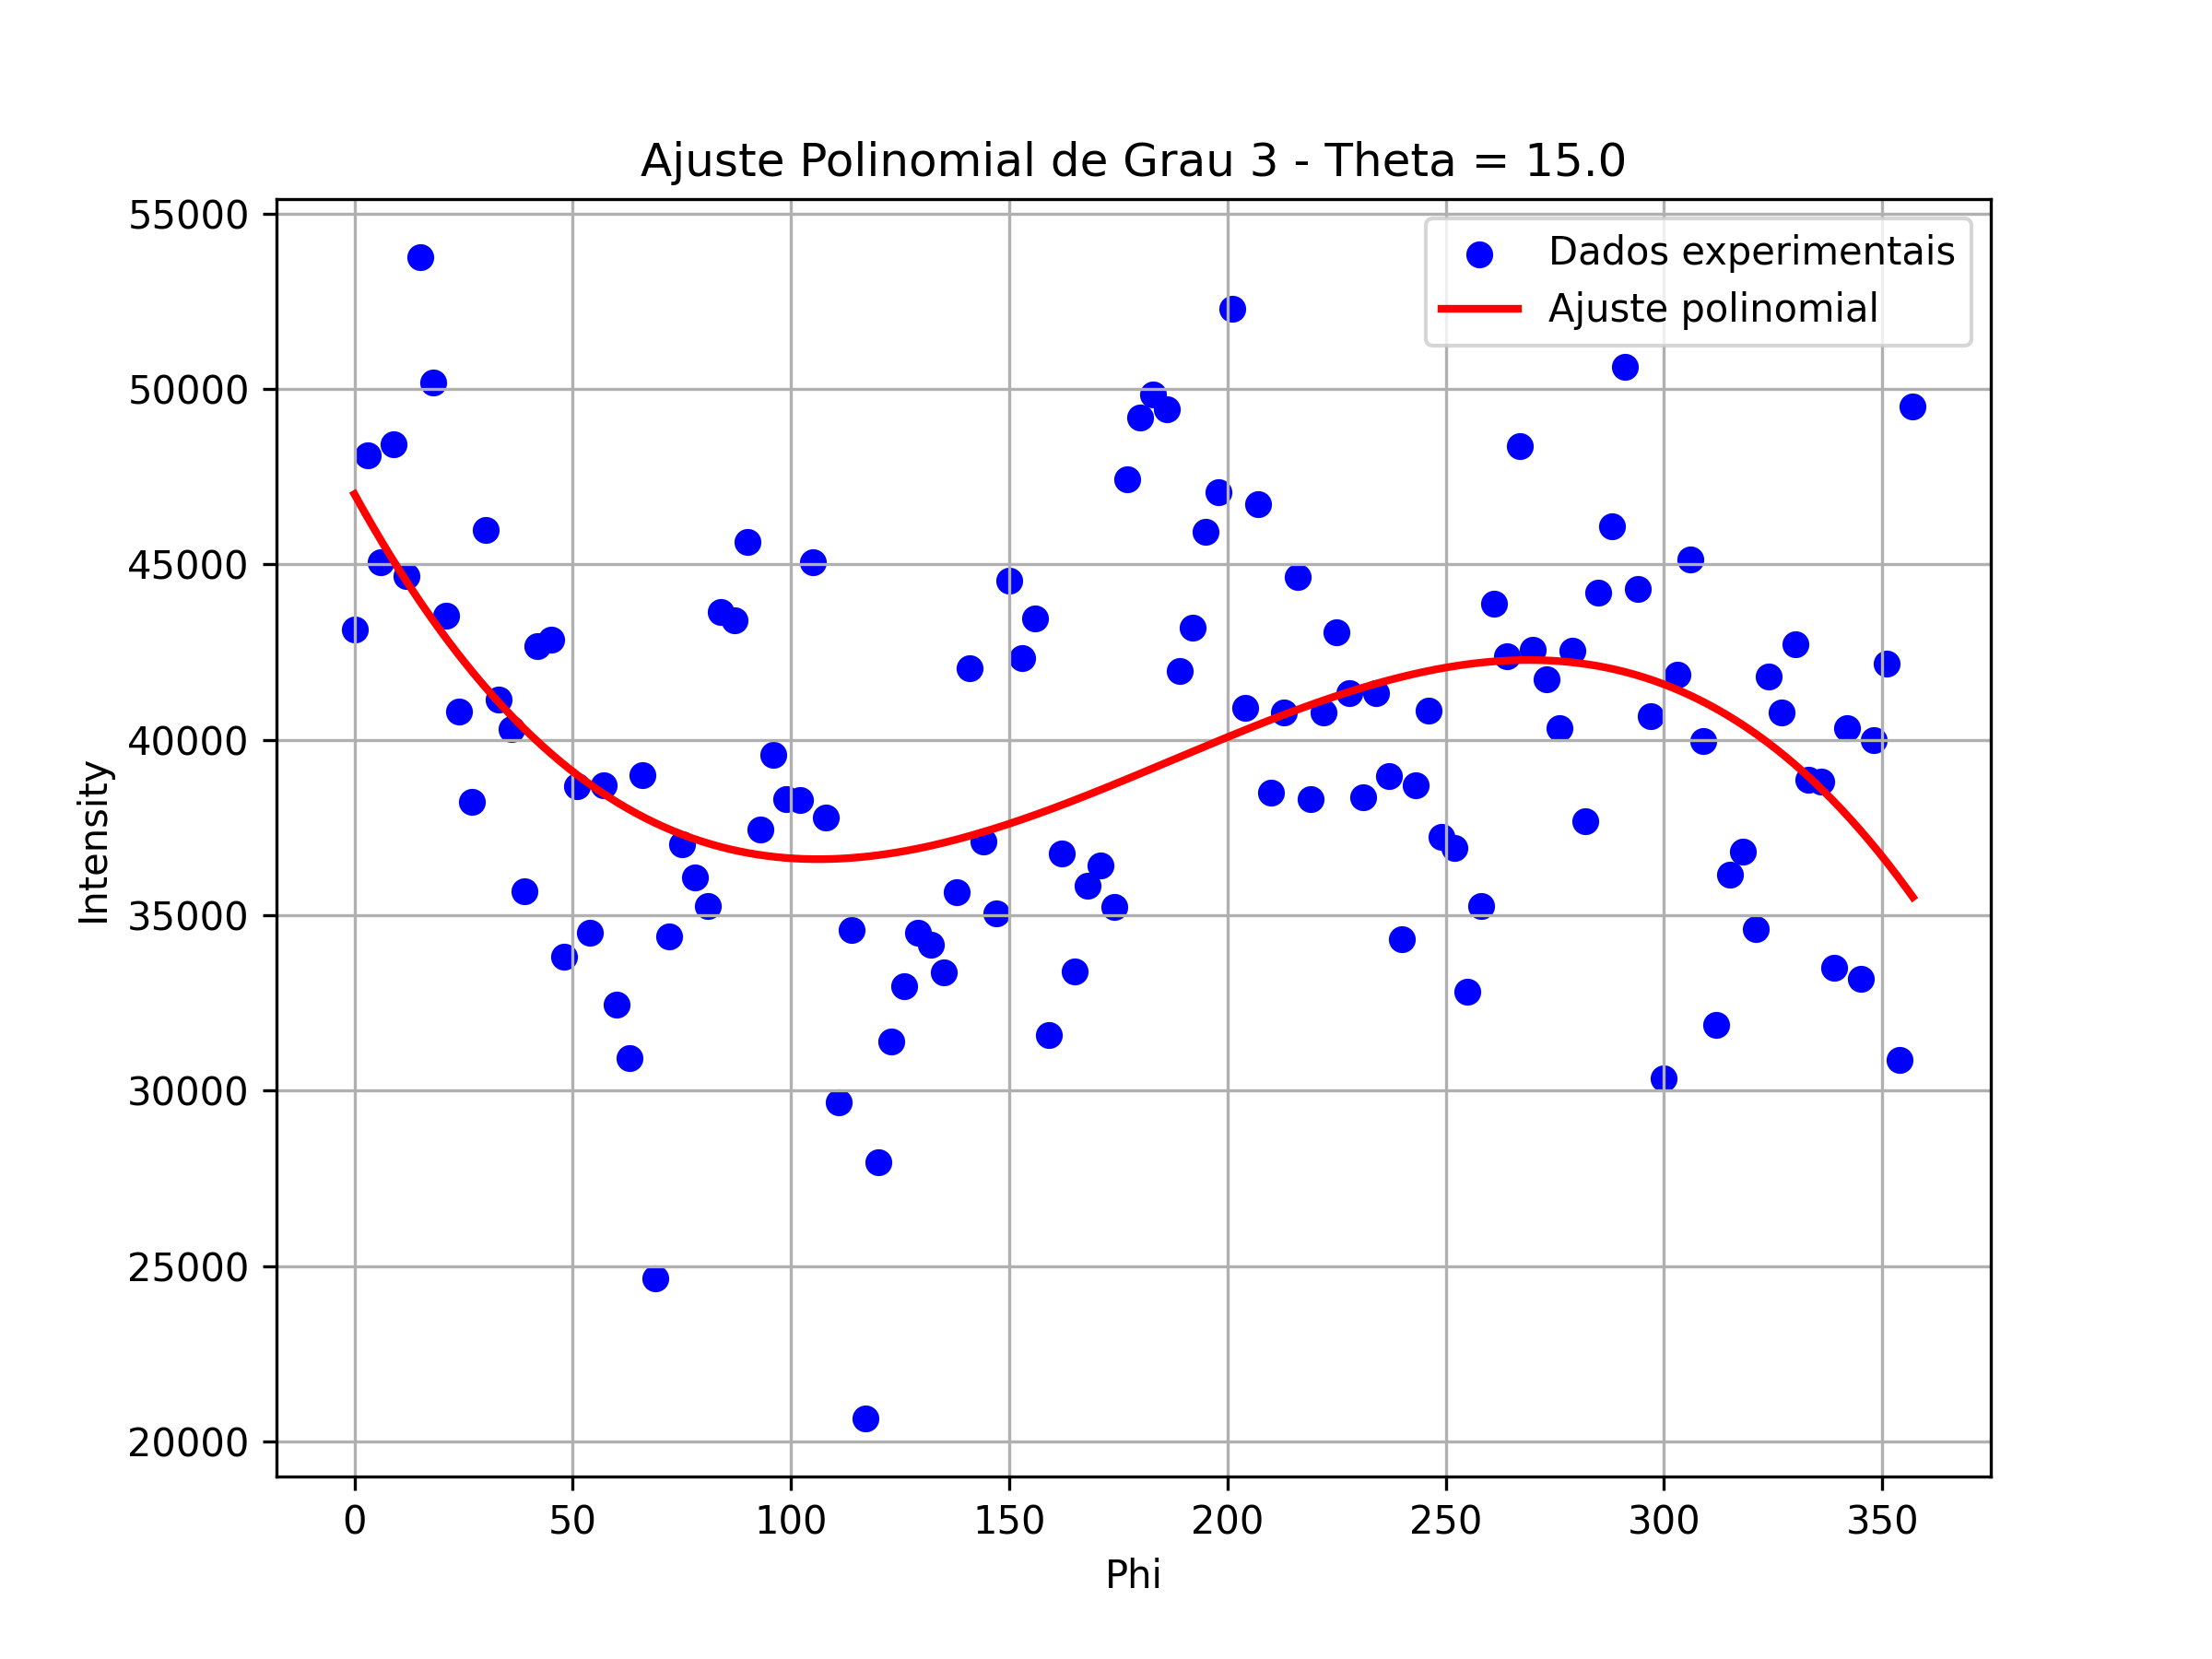 Ajuste Polinomial de Grau 3 - Theta = 15.0
55000
50000
45000
40000
35000
30000
25000
20000
Intensity
Dados experimentais
Ajuste polinomial
0 50 100 150 200 250 300 350
Phi